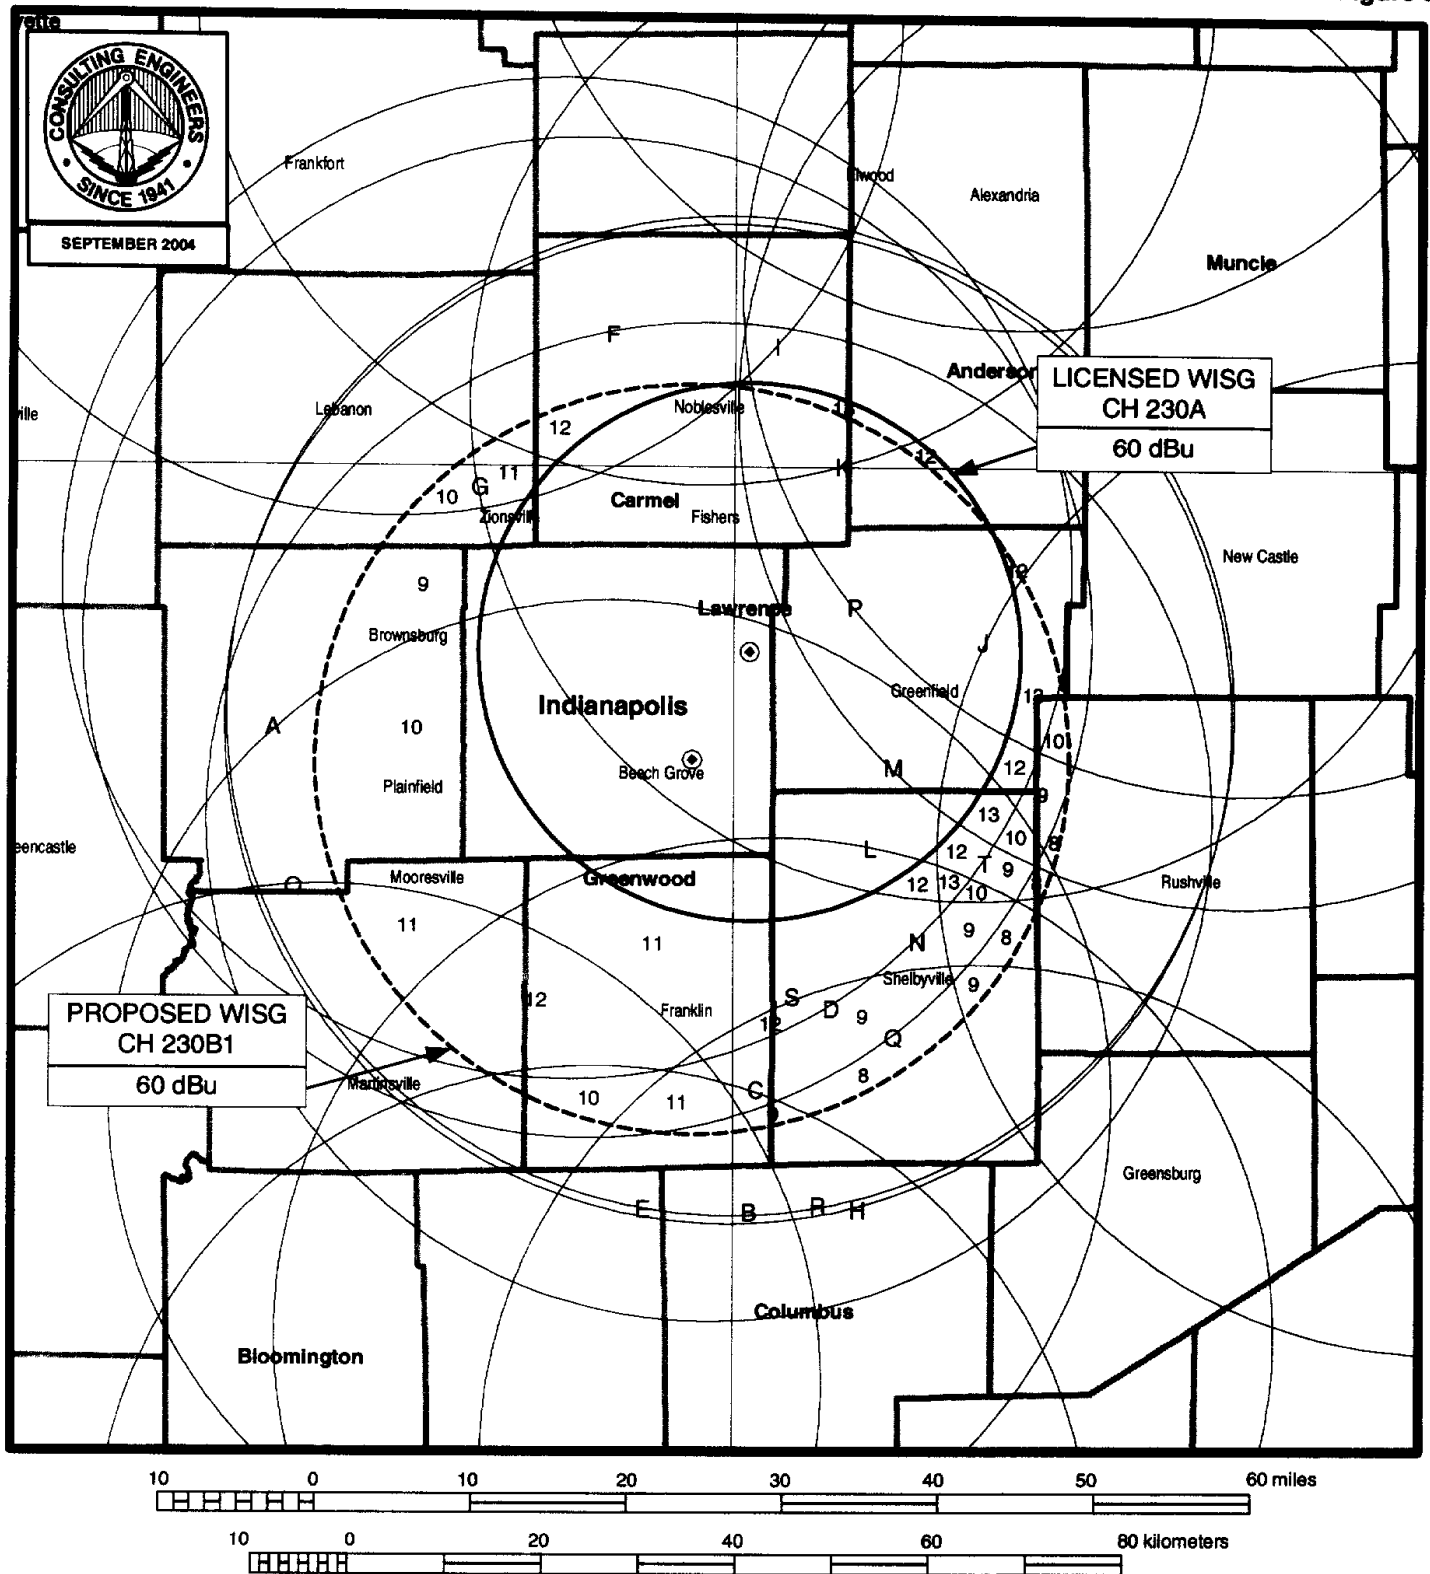 CONSULTING ENGINEERS
SINCE 1941
SEPTEMBER 2004
Frankfort
Elwood
Alexandria
Muncie
F
I
Anderson
LICENSED WISG
CH 230A
60 dBu
Lebanon
Noblesville
12
12
K
11
10
G
Zionsville
Carmel
Fishers
New Castle
9
Lawrence
P
Brownsburg
J
Greenfield
Indianapolis
A
10
10
M
12
Beech Grove
Plainfield
9
13
10
8
L
12
T
9
Mooresville
Greenwood
12
13
10
Rushville
O
11
11
9
8
N
Shelbyville
9
12
S
D
9
12
Franklin
Q
PROPOSED WISG
CH 230B1
60 dBu
Martinsville
8
10
11
C
Greensburg
E
B
R
H
Columbus
Bloomington
10 0 10 20 30 40 50 60 miles
10 0 20 40 60 80 kilometers